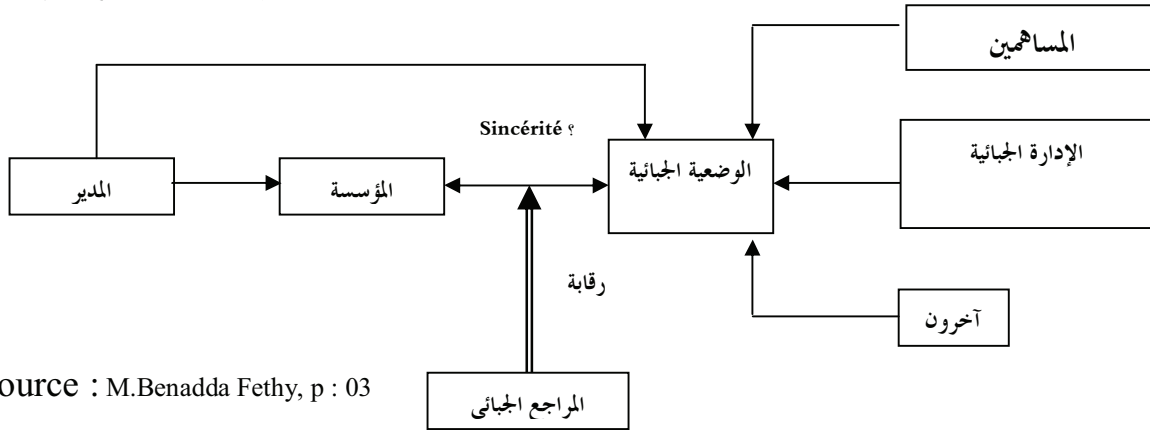 المساهمين
Sincérité ؟
الإدارة الجبائية
الوضعية الجبائية
المؤسسة
المدير
رقابة
آخرون
ource : M.Benadda Fethy, p : 03
المراجع الجبائي